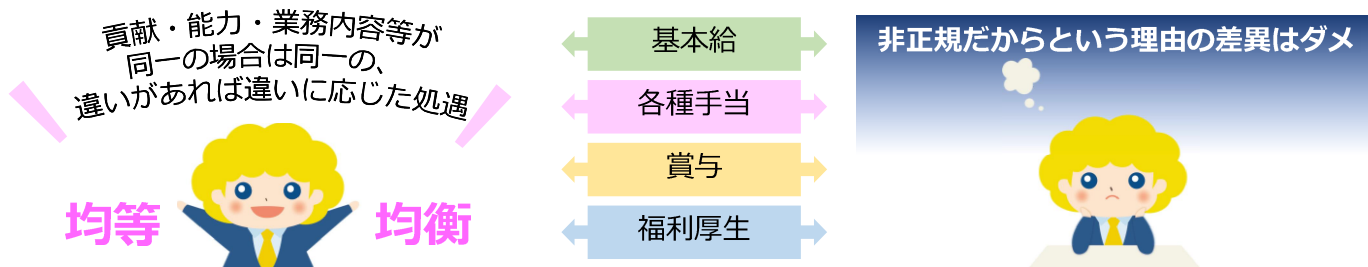 貢献・能力・業務内容等が
同一の場合は同一の、
違いがあれば違いに応じた処遇
均等
均衡
基本給
各種手当
賞与
福利厚生
非正規だからという理由の差異はダメ